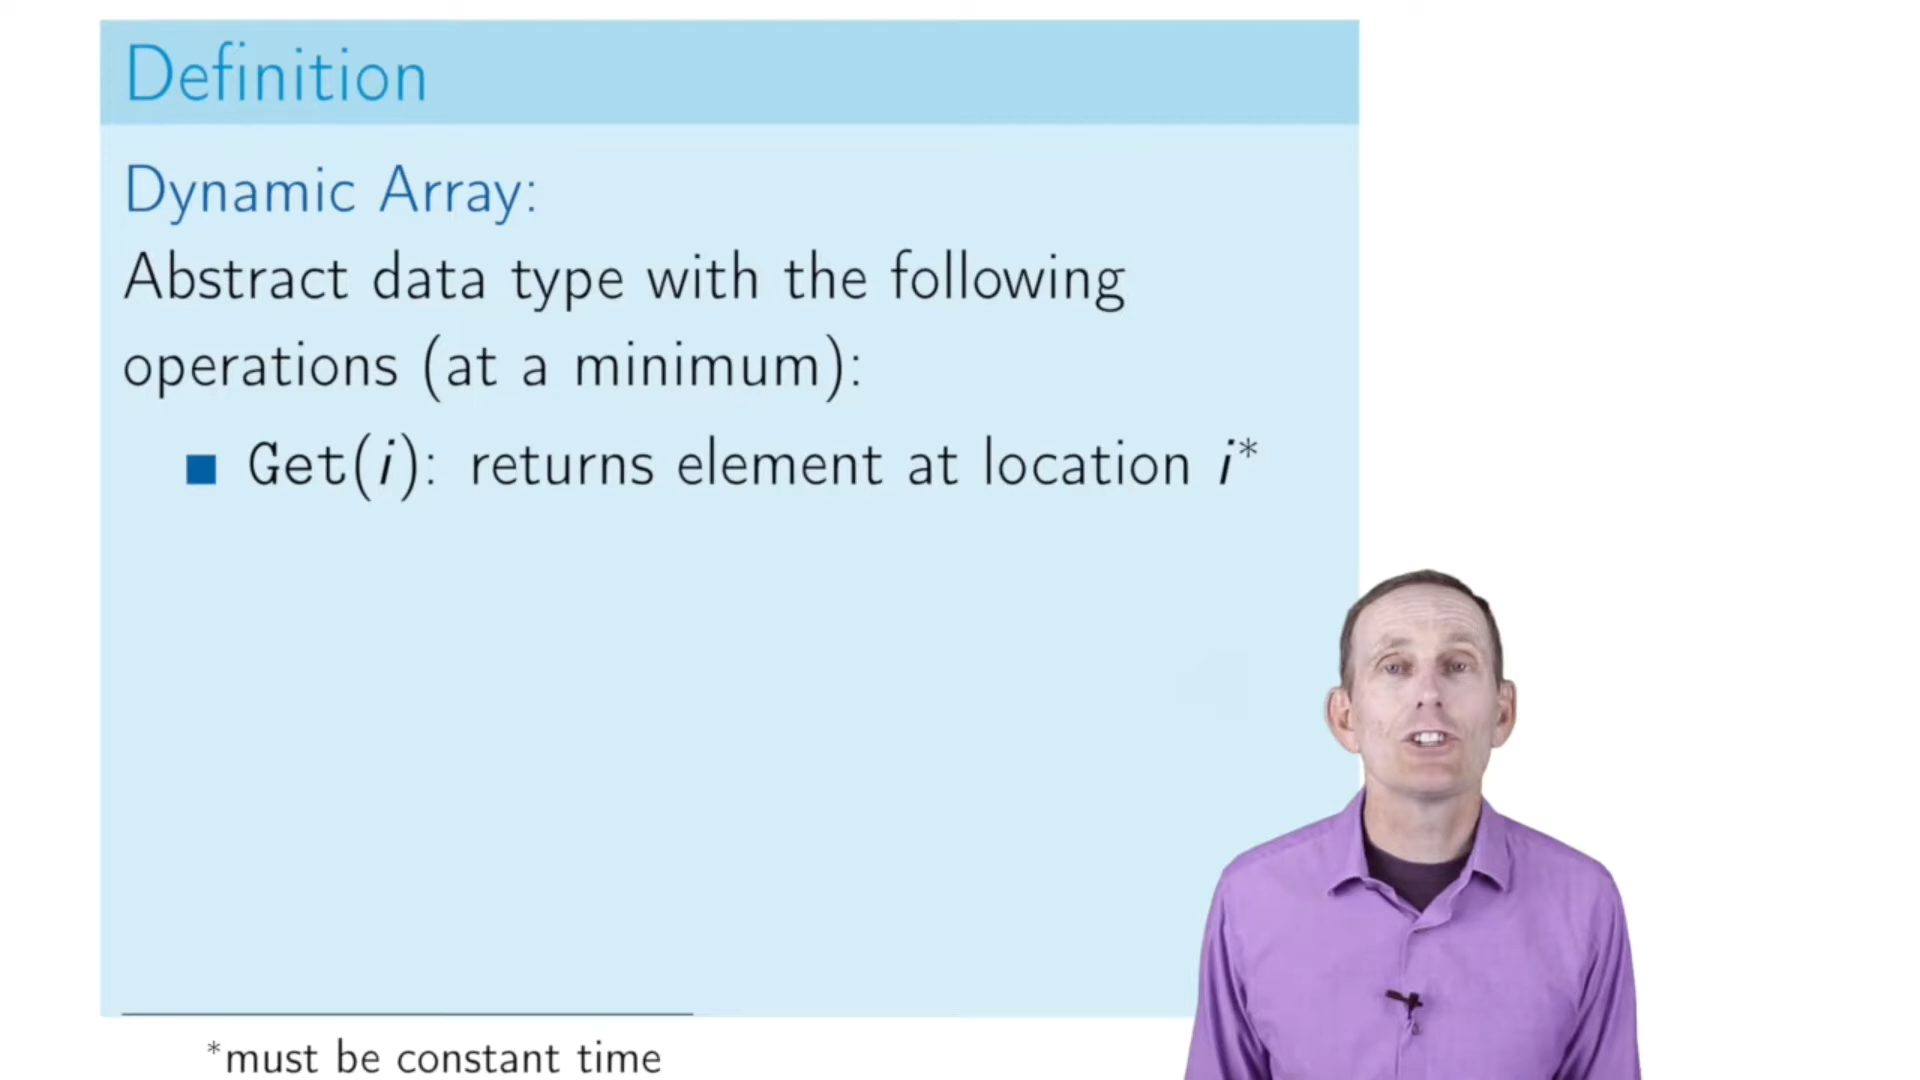 Definition
Dynamic Array:
Abstract data type with the following
operations (at a minimum):
■ Get(i): returns element at location i*
*must be constant time